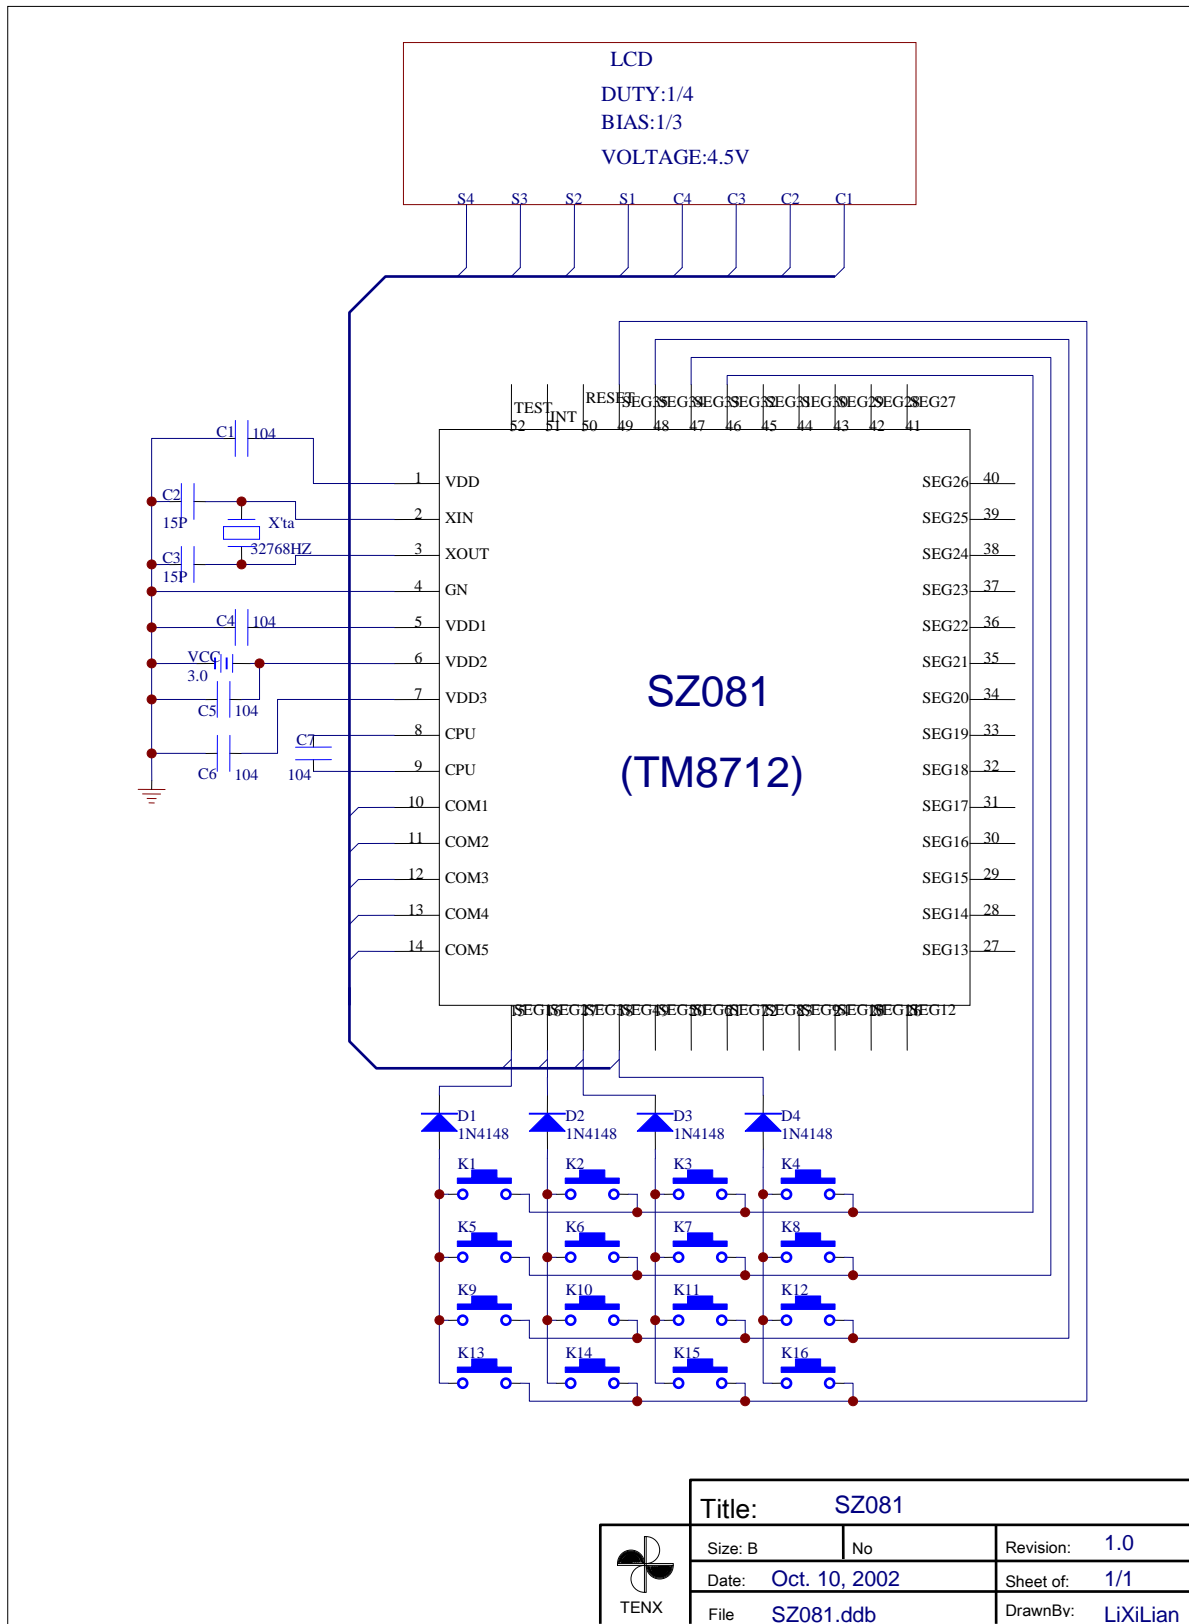 LCD
DUTY:1/4
BIAS:1/3
VOLTAGE:4.5V
S4 S3 S2 S1 C4 C3 C2 C1
TEST INT RESET SEG35 SEG34 SEG33 SEG32 SEG31 SEG30 SEG29 SEG28 SEG27
52 51 50 49 48 47 46 45 44 43 42 41
C1 104
1 VDD
C2
15P
2 XIN
X'ta
32768HZ
C3
15P
3 XOUT
4 GN
C4 104
5 VDD1
VCC
3.0
6 VDD2
C5 104
7 VDD3
C6 104
C7
104
8 CPU
9 CPU
10 COM1
11 COM2
12 COM3
13 COM4
14 COM5
SZ081
(TM8712)
SEG26 40
SEG25 39
SEG24 38
SEG23 37
SEG22 36
SEG21 35
SEG20 34
SEG19 33
SEG18 32
SEG17 31
SEG16 30
SEG15 29
SEG14 28
SEG13 27
SEG12
D1
1N4148
D2
1N4148
D3
1N4148
D4
1N4148
K1 K2 K3 K4
K5 K6 K7 K8
K9 K10 K11 K12
K13 K14 K15 K16
TENX
Title: SZ081
Size: B No Revision: 1.0
Date: Oct. 10, 2002 Sheet of: 1/1
File SZ081.ddb DrawnBy: LiXiLian